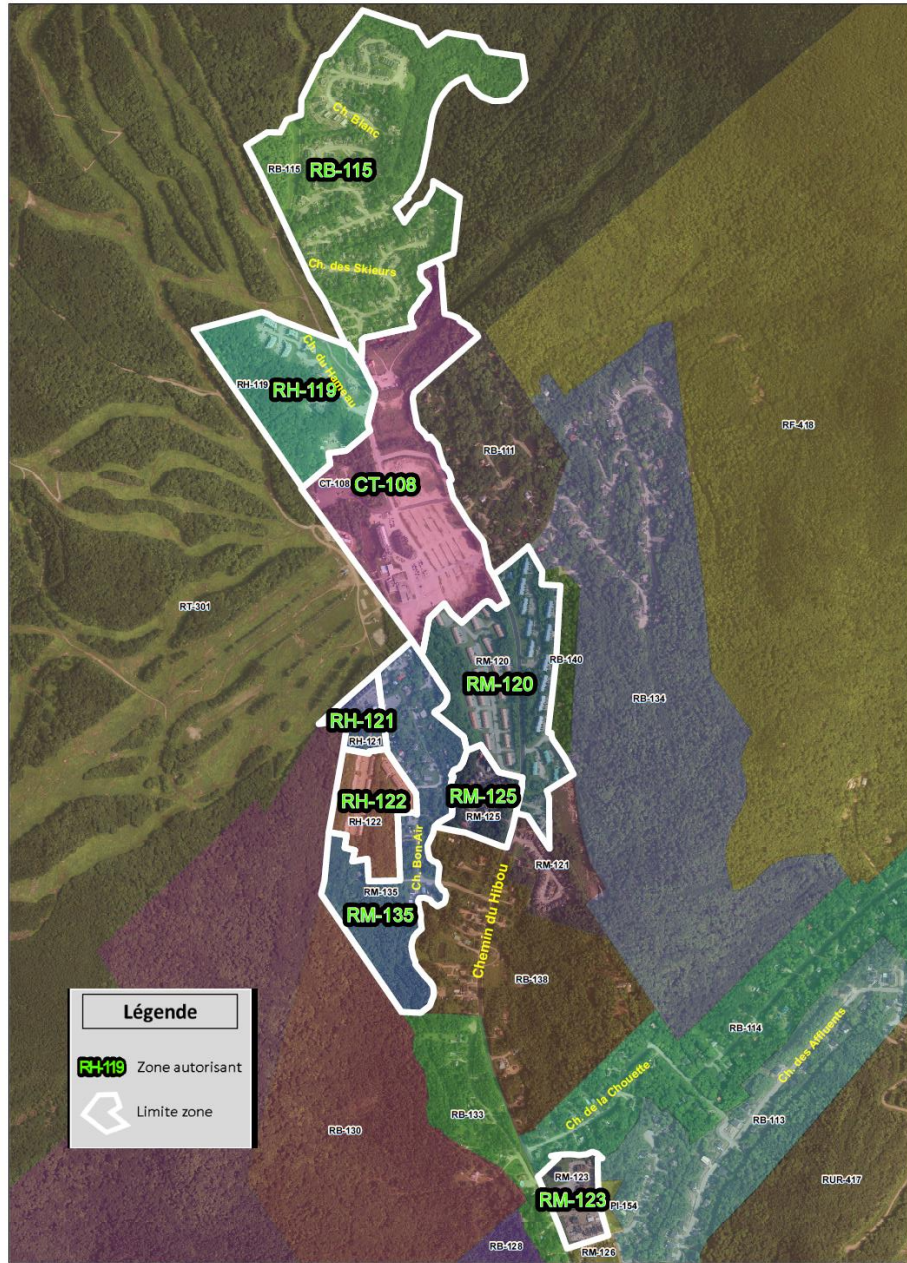 Ch. Blanc
RB-115
RB-115
Ch. des Skieurs
Ch. du Hameau
RH-119
RH-119
RB-111
RF-418
CT-108
CT-108
RT-301
RM-120
RB-140
RM-120
RB-134
RH-121
RH-121
RM-125
RH-122
RM-125
RH-122
Ch. Bon-Air
RM-121
RM-135
RM-135
Chemin du Hibou
RB-138
Légende
RH-119 Zone autorisant
Limite zone
RB-114
Ch. des Affluents
Ch. de la Chouette
RB-133
RB-113
RB-130
RM-123
RUR-417
RM-123
PI-154
RB-128
RM-126